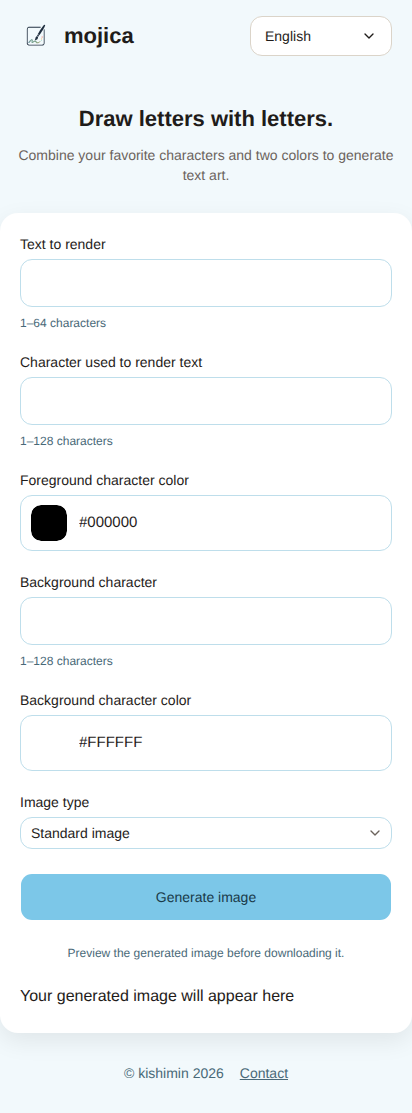 mojica
English
Draw letters with letters.
Combine your favorite characters and two colors to generate
text art.
Text to render
1–64 characters
Character used to render text
1–128 characters
Foreground character color
#000000
Background character
1–128 characters
Background character color
#FFFFFF
Image type
Standard image
Generate image
Preview the generated image before downloading it.
Your generated image will appear here
© kishimin 2026 Contact